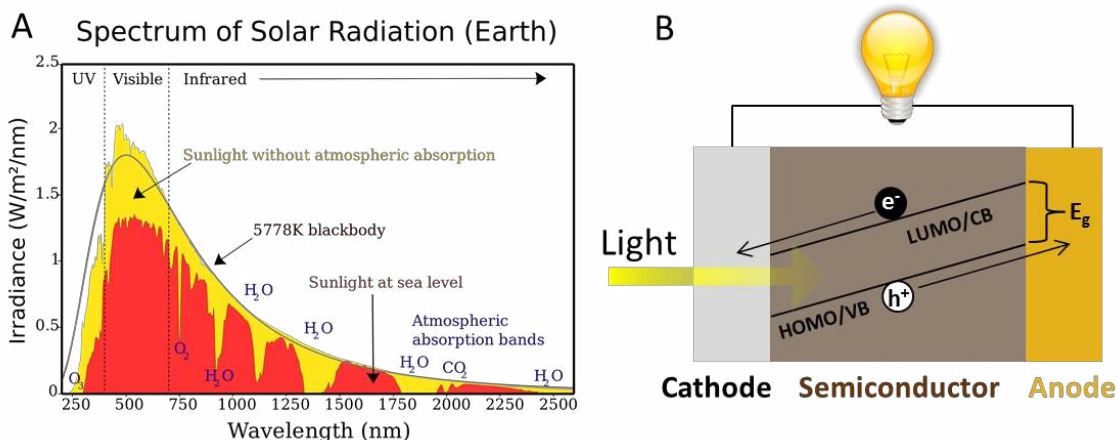 A
Spectrum of Solar Radiation (Earth)
Irradiance (W/m²/nm)
2.5
2
1.5
1
0.5
0
UV
Visible
Infrared
Sunlight without atmospheric absorption
5778K blackbody
Sunlight at sea level
H₂O
H₂O
Atmospheric
absorption bands
H₂O
CO₂
H₂O
O₃
O₂
H₂O
250 500 750 1000 1250 1500 1750 2000 2250 2500
Wavelength (nm)
B
Light
e⁻
LUMO/CB
E_g
HOMO/VB
h⁺
Cathode
Semiconductor
Anode